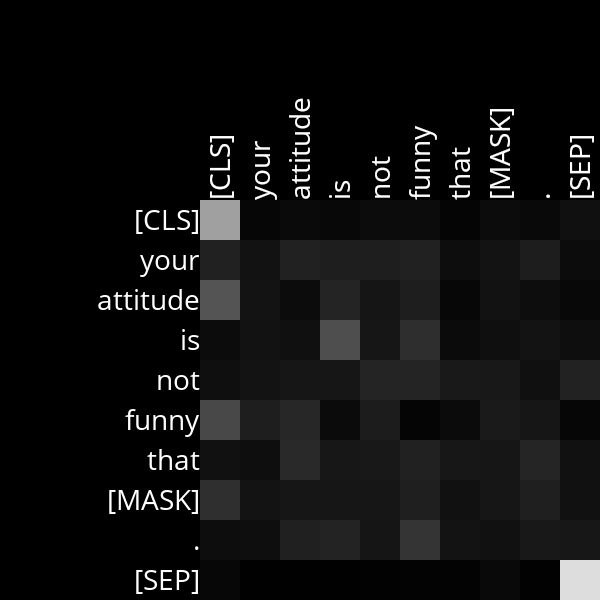 [CLS] your attitude is not funny that [MASK] . [SEP]
[CLS]
your
attitude
is
not
funny
that
[MASK]
.
[SEP]